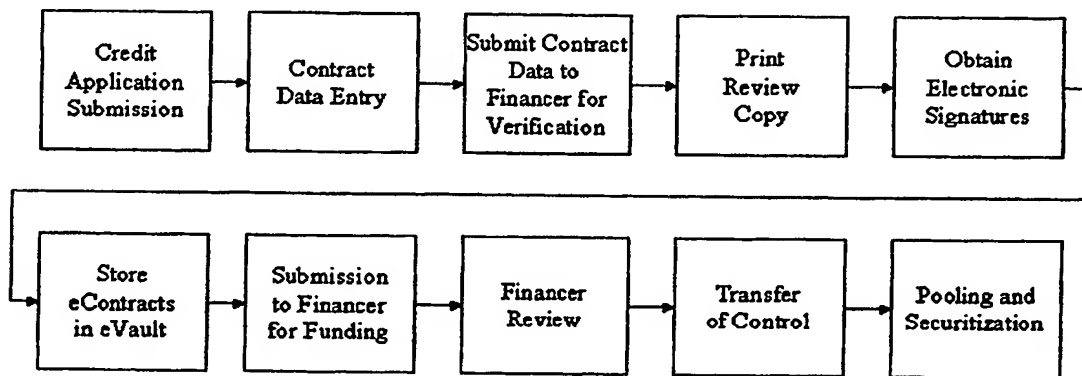 Credit
Application
Submission
Contract
Data Entry
Submit Contract
Data to
Financer for
Verification
Print
Review
Copy
Obtain
Electronic
Signatures
Store
eContracts
in eVault
Submission
to Financer
for Funding
Financer
Review
Transfer
of Control
Pooling and
Securitization